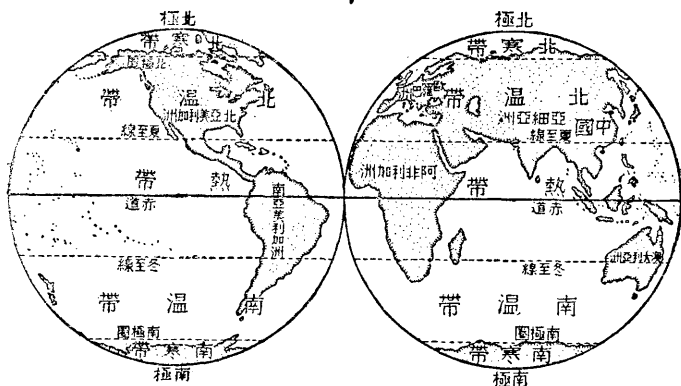 北極
北寒帶
北溫帶
亞細亞洲
中國
夏至線
阿非利加洲
熱帶
赤道
澳大利亞洲
冬至線
南溫帶
南極圈
南寒帶
南極
北極
北寒帶
北極圈
北溫帶
北亞美利加洲
夏至線
熱帶
赤道
南亞美利加洲
冬至線
南溫帶
南極圈
南寒帶
南極